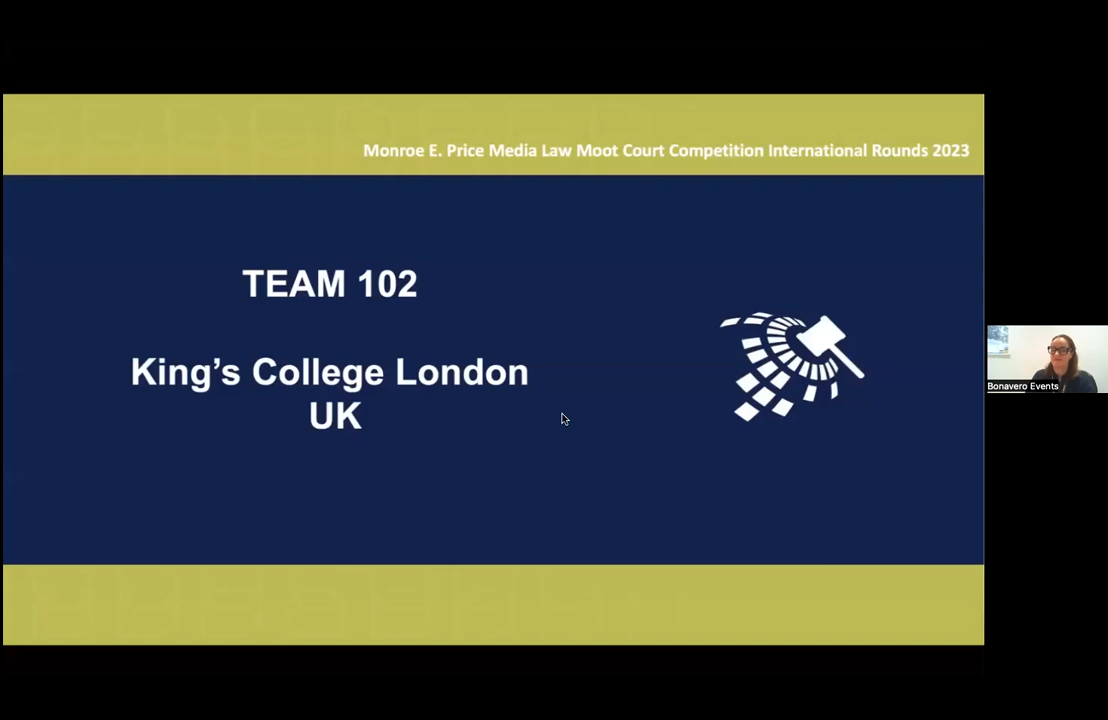 Monroe E. Price Media Law Moot Court Competition International Rounds 2023
TEAM 102
King's College London
UK
Bonavero Events